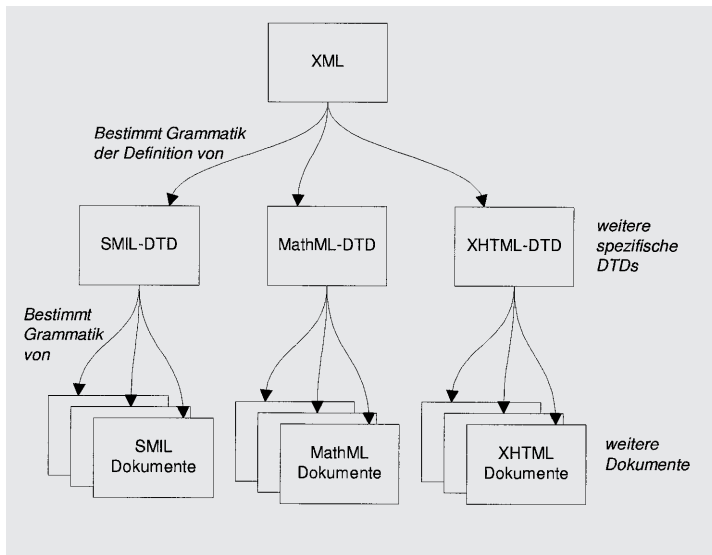 XML
Bestimmt Grammatik
der Definition von
SMIL-DTD
MathML-DTD
XHTML-DTD
weitere
spezifische
DTDs
Bestimmt
Grammatik
von
SMIL
Dokumente
MathML
Dokumente
XHTML
Dokumente
weitere
Dokumente